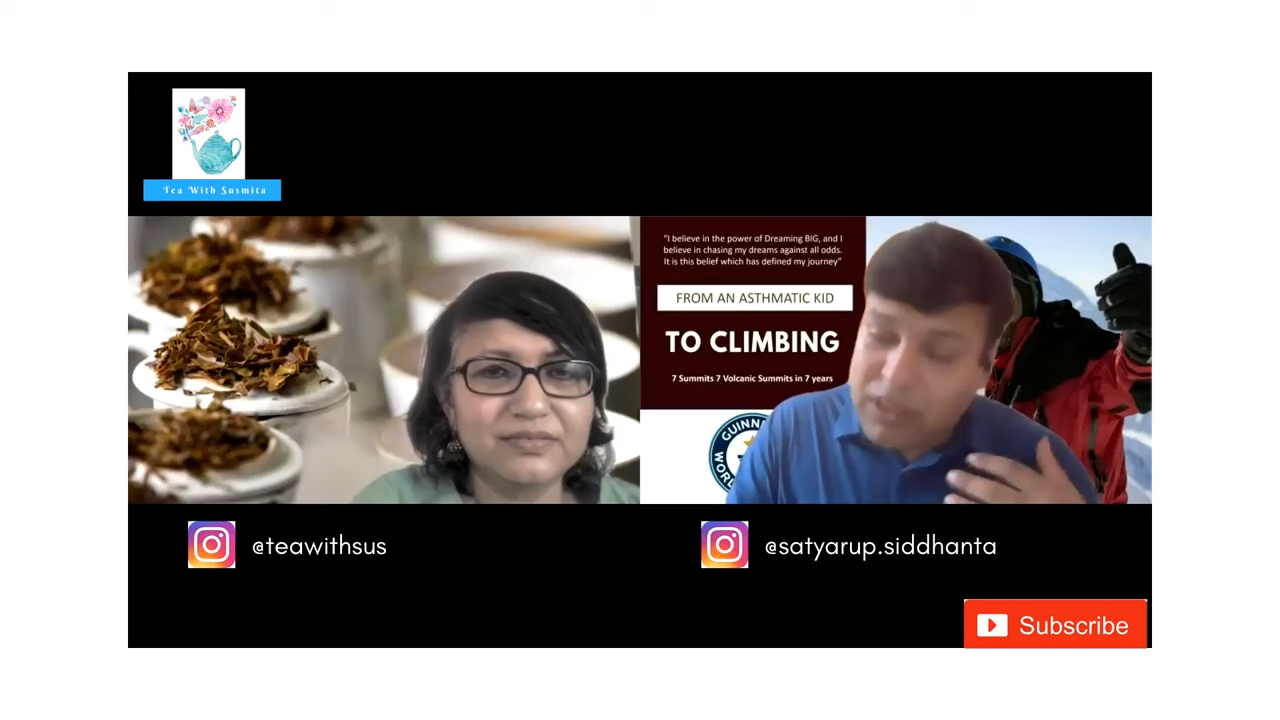 Tea With Susmita
“I believe in the power of Dreaming BIG, and I
believe in chasing my dreams against all odds.
It is this belief which has defined my journey”
FROM AN ASTHMATIC KID
TO CLIMBING
7 Summits 7 Volcanic Summits in 7 years
@teawithsus
@satyarup.siddhanta
Subscribe